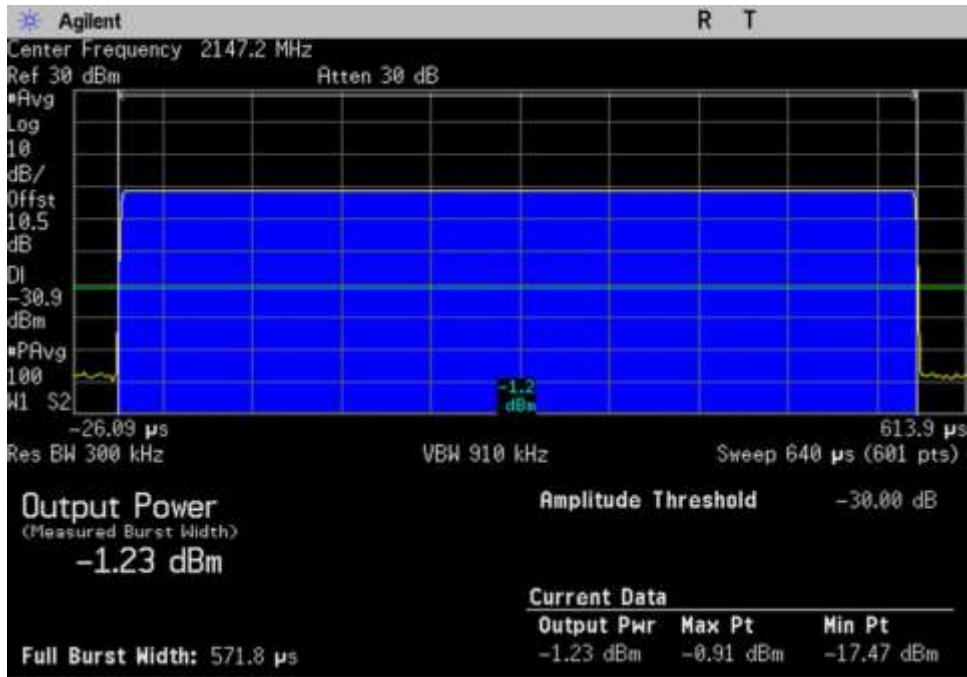 Agilent R T
Center Frequency 2147.2 MHz
Ref 30 dBm Atten 30 dB
#Avg
Log
10
dB/
Offst
10.5
dB
DI
-30.9
dBm
#PAvg
100
W1 S2
-1.2
dBm
-26.09 µs 613.9 µs
Res BW 300 kHz VBW 910 kHz Sweep 640 µs (601 pts)
Output Power Amplitude Threshold -30.00 dB
(Measured Burst Width)
-1.23 dBm
Current Data
Output Pwr Max Pt Min Pt
-1.23 dBm -0.91 dBm -17.47 dBm
Full Burst Width: 571.8 µs